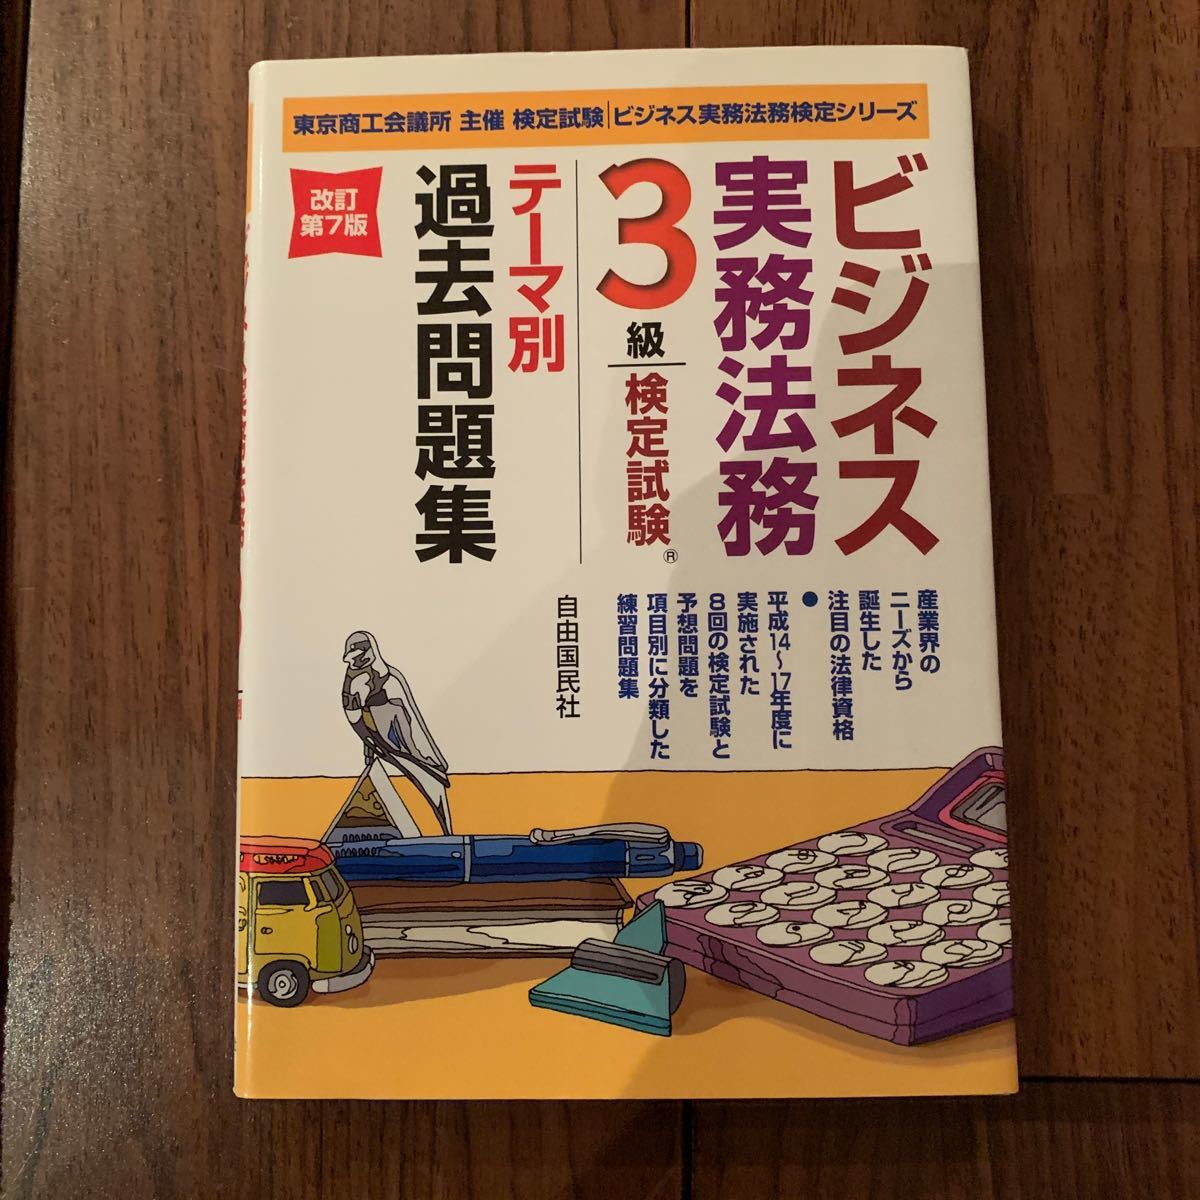 東京商工会議所 主催 検定試験|ビジネス実務法務検定シリーズ
ビジネス
実務法務
3級
検定試験®
テーマ別
過去問題集
改訂
第7版
産業界の
ニーズから
誕生した
注目の法律資格
●
平成14〜17年度に
実施された
8回の検定試験と
予想問題を
項目別に分類した
練習問題集
自由国民社